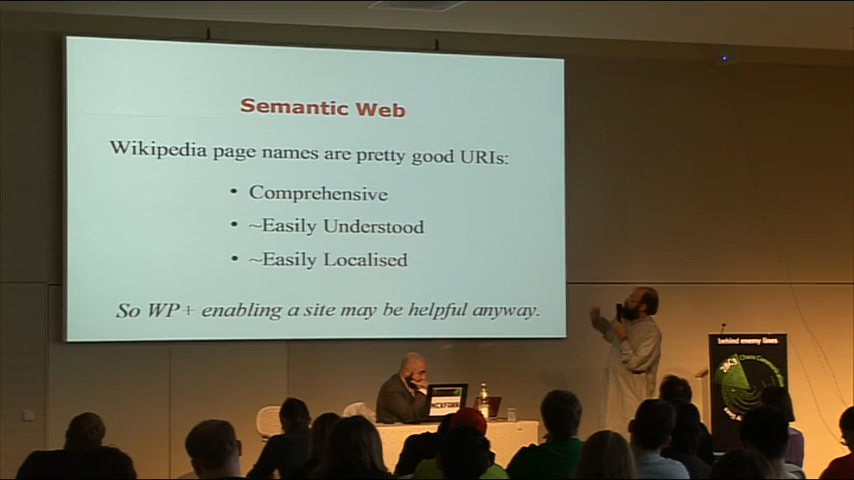 Semantic Web
Wikipedia page names are pretty good URIs:
• Comprehensive
• ~Easily Understood
• ~Easily Localised
So WP+ enabling a site may be helpful anyway.
behind enemy lines